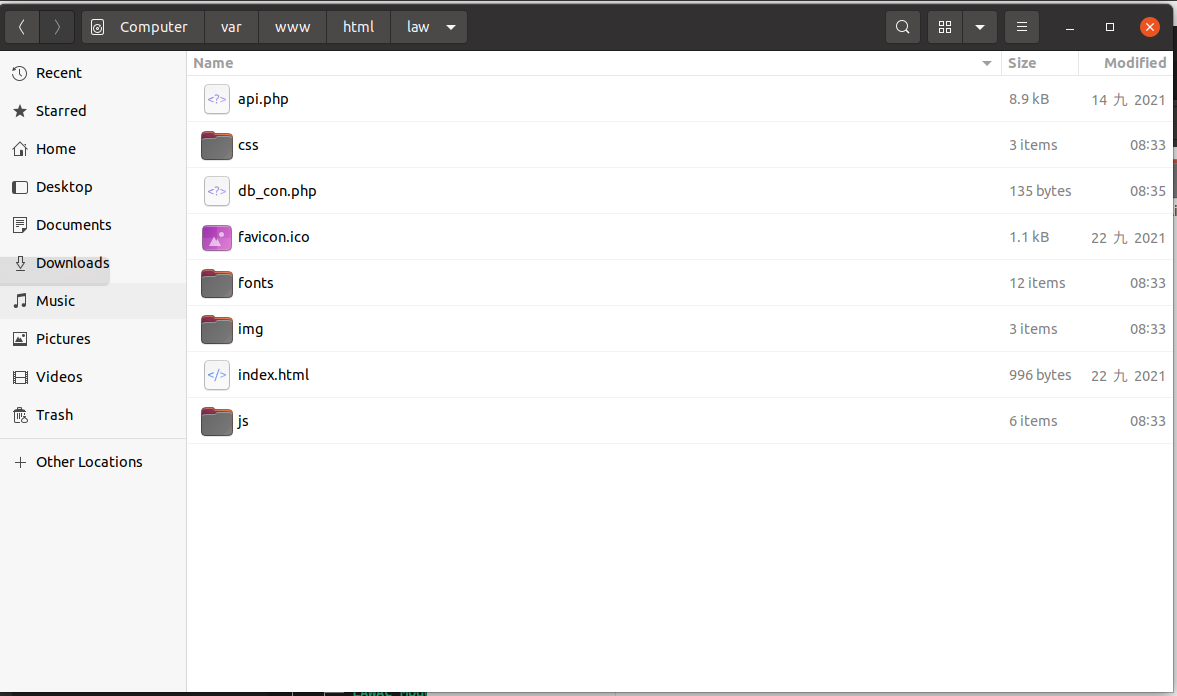 Computer var www html law
Recent
Starred
Home
Desktop
Documents
Downloads
Music
Pictures
Videos
Trash
Other Locations
Name Size Modified
<?> api.php 8.9 kB 14 九 2021
css 3 items 08:33
<?> db_con.php 135 bytes 08:35
favicon.ico 1.1 kB 22 九 2021
fonts 12 items 08:33
img 3 items 08:33
</> index.html 996 bytes 22 九 2021
js 6 items 08:33